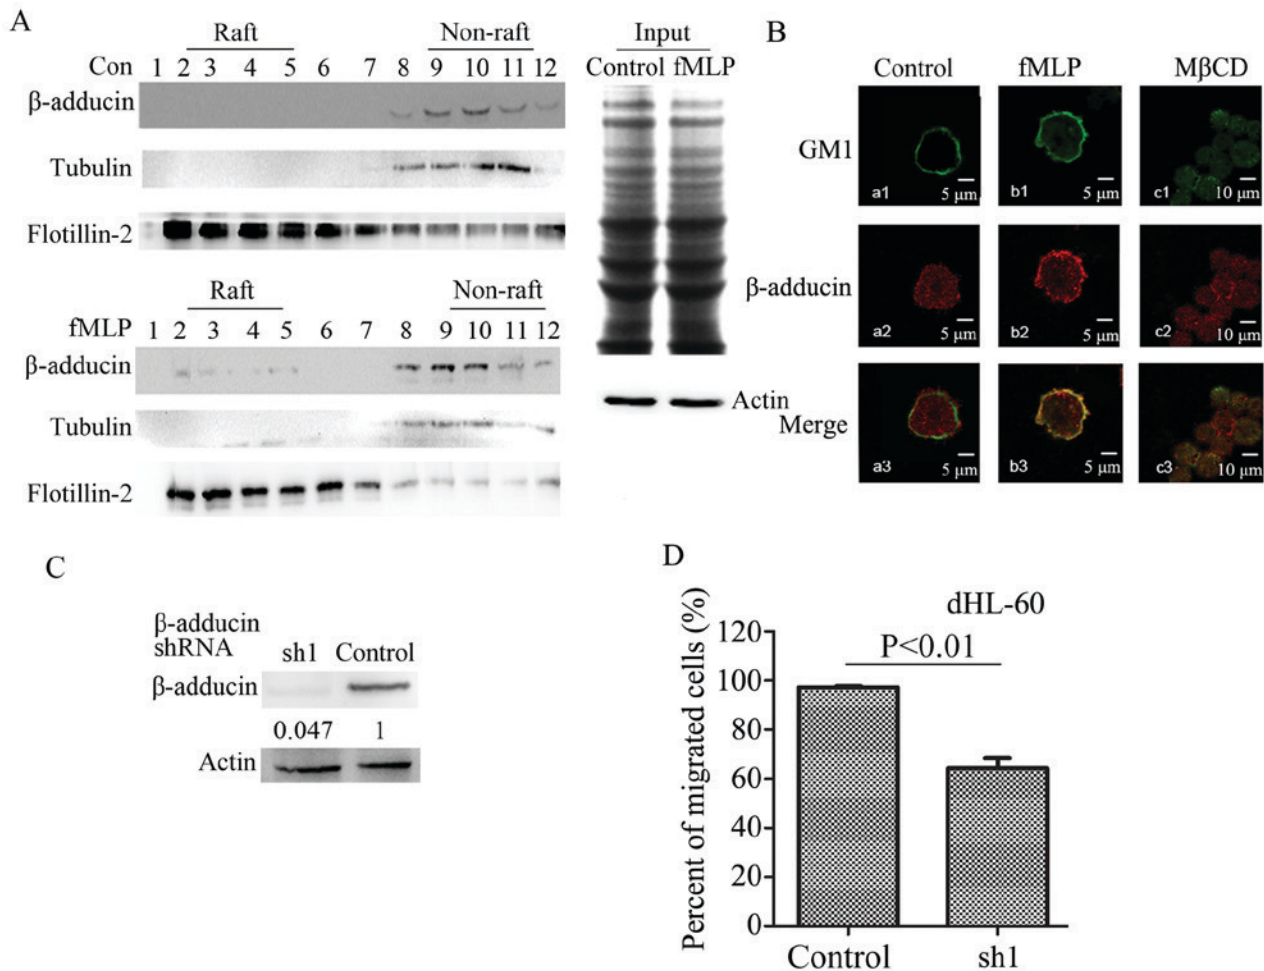 A
Raft
Non-raft
Con 1 2 3 4 5 6 7 8 9 10 11 12
β-adducin
Tubulin
Flotillin-2
Raft
Non-raft
fMLP 1 2 3 4 5 6 7 8 9 10 11 12
β-adducin
Tubulin
Flotillin-2
Input
Control fMLP
Actin
B
Control fMLP MβCD
GM1
a1 5 μm b1 5 μm c1 10 μm
β-adducin
a2 5 μm b2 5 μm c2 10 μm
Merge
a3 5 μm b3 5 μm c3 10 μm
C
β-adducin
shRNA
sh1 Control
β-adducin
0.047 1
Actin
D
dHL-60
P<0.01
Percent of migrated cells (%)
120
100
80
60
40
20
0
Control sh1